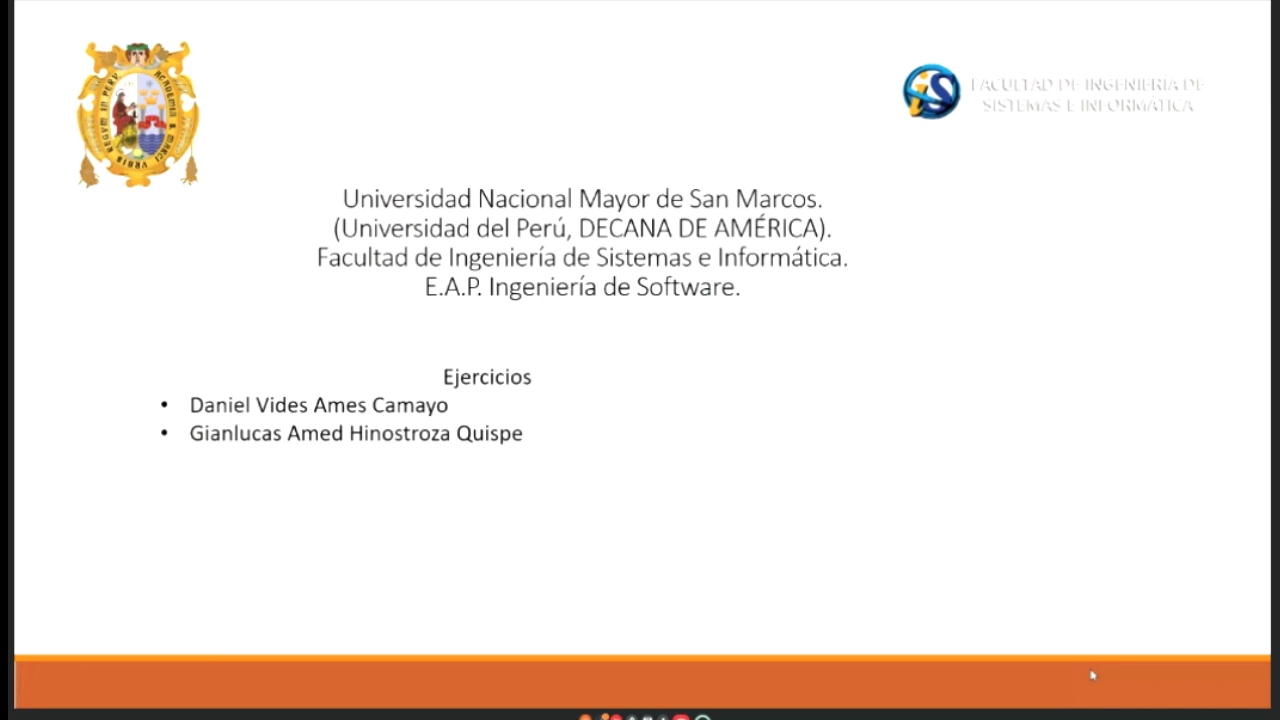 FACULTAD DE INGENIERIA DE
SISTEMAS E INFORMÁTICA
Universidad Nacional Mayor de San Marcos.
(Universidad del Perú, DECANA DE AMÉRICA).
Facultad de Ingeniería de Sistemas e Informática.
E.A.P. Ingeniería de Software.
Ejercicios
• Daniel Vides Ames Camayo
• Gianlucas Amed Hinostroza Quispe